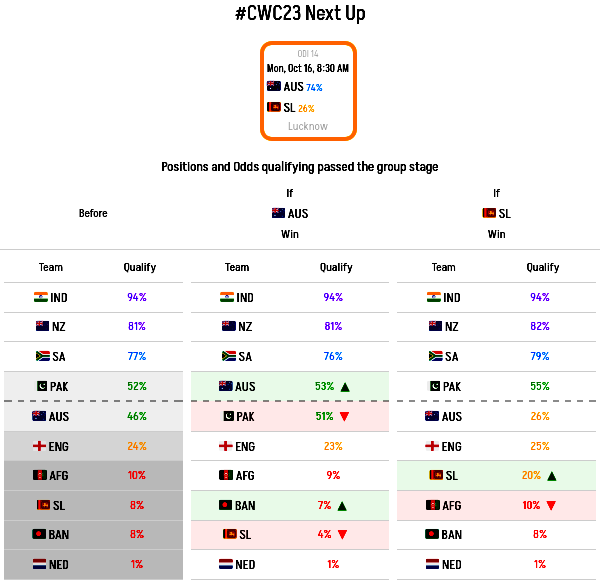 #CWC23 Next Up
ODI 14
Mon, Oct 16, 8:30 AM
AUS 74%
SL 26%
Lucknow
Positions and Odds qualifying passed the group stage
Before
If
AUS
Win
If
SL
Win
Team Qualify Team Qualify Team Qualify
IND 94% IND 94% IND 94%
NZ 81% NZ 81% NZ 82%
SA 77% SA 76% SA 79%
PAK 52% AUS 53% ▲ PAK 55%
AUS 46% PAK 51% ▼ AUS 26%
ENG 24% ENG 23% ENG 25%
AFG 10% AFG 9% SL 20% ▲
SL 8% BAN 7% ▲ AFG 10% ▼
BAN 8% SL 4% ▼ BAN 8%
NED 1% NED 1% NED 1%